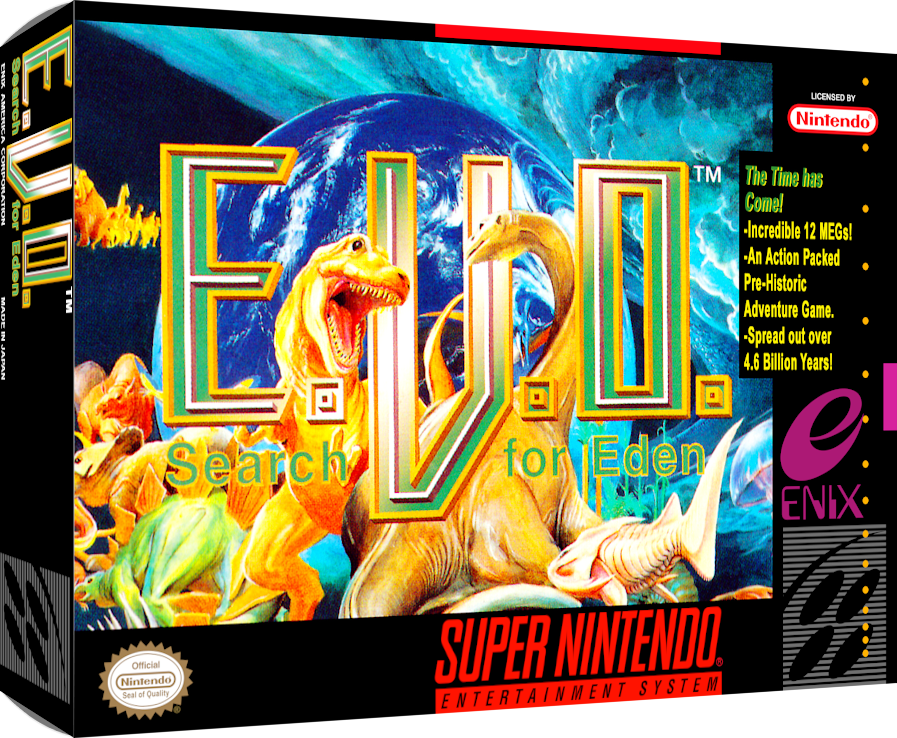 E.V.O.™
Search for Eden
ENIX AMERICA CORPORATION
MADE IN JAPAN
E.V.O.
TM
Search for Eden
LICENSED BY
Nintendo®
The Time has
Come!
-Incredible 12 MEGs!
-An Action Packed
Pre-Historic
Adventure Game.
-Spread out over
4.6 Billion Years!
e
ENIX
Official
Nintendo
Seal of Quality
®
SUPER NINTENDO®
ENTERTAINMENT SYSTEM